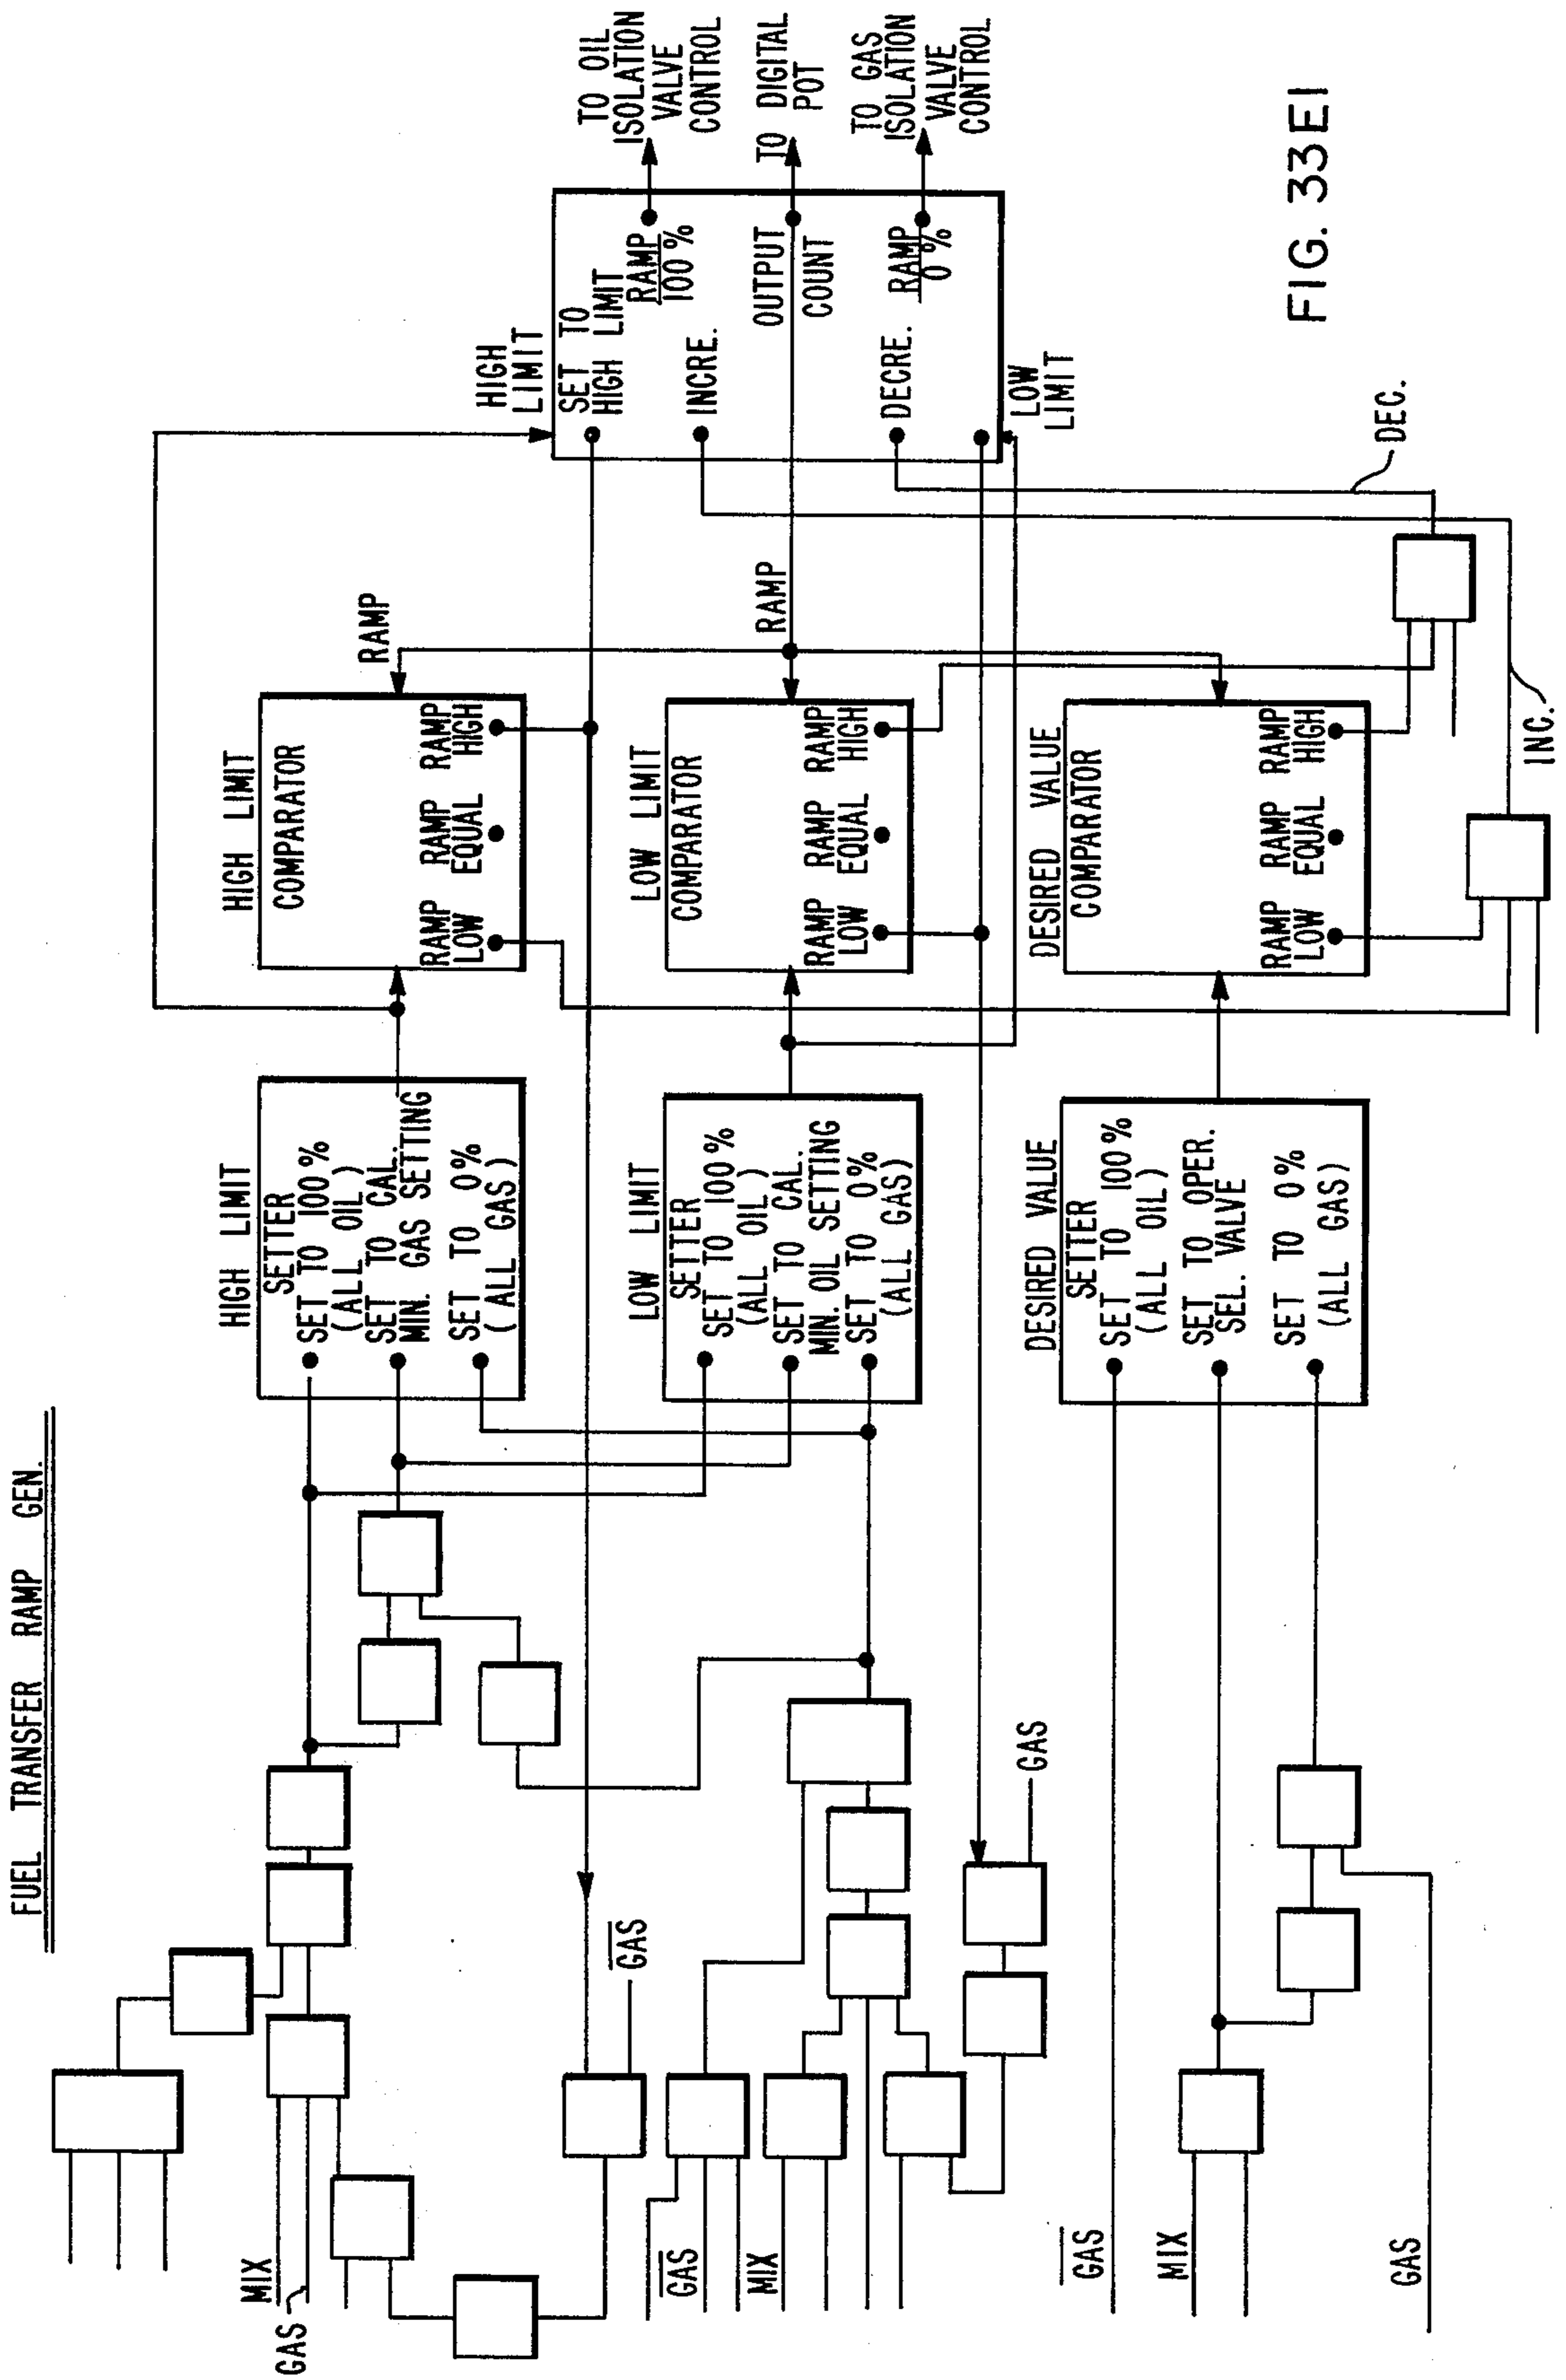 FUEL TRANSFER RAMP GEN.
HIGH LIMIT
SETTER
SET TO 100%
(ALL OIL)
SET TO CAL.
MIN. GAS SETTING
SET TO 0%
(ALL GAS)
HIGH LIMIT
COMPARATOR
RAMP
LOW
RAMP
EQUAL
RAMP
HIGH
RAMP
HIGH
LIMIT
SET TO
HIGH LIMIT
RAMP
100%
INCRE.
OUTPUT
COUNT
DECRE.
RAMP
0%
LOW
LIMIT
TO OIL
ISOLATION
VALVE
CONTROL
TO DIGITAL
POT
TO GAS
ISOLATION
VALVE
CONTROL
MIX
GAS
GAS
LOW LIMIT
SETTER
SET TO 100%
(ALL OIL)
SET TO CAL.
MIN. OIL SETTING
SET TO 0%
(ALL GAS)
LOW LIMIT
COMPARATOR
RAMP
LOW
RAMP
EQUAL
RAMP
HIGH
RAMP
GAS
MIX
GAS
DESIRED VALUE
SETTER
SET TO 100%
(ALL OIL)
SET TO OPER.
SEL. VALVE
SET TO 0%
(ALL GAS)
DESIRED VALUE
COMPARATOR
RAMP
LOW
RAMP
EQUAL
RAMP
HIGH
GAS
MIX
GAS
DEC.
INC.
FIG. 33E1